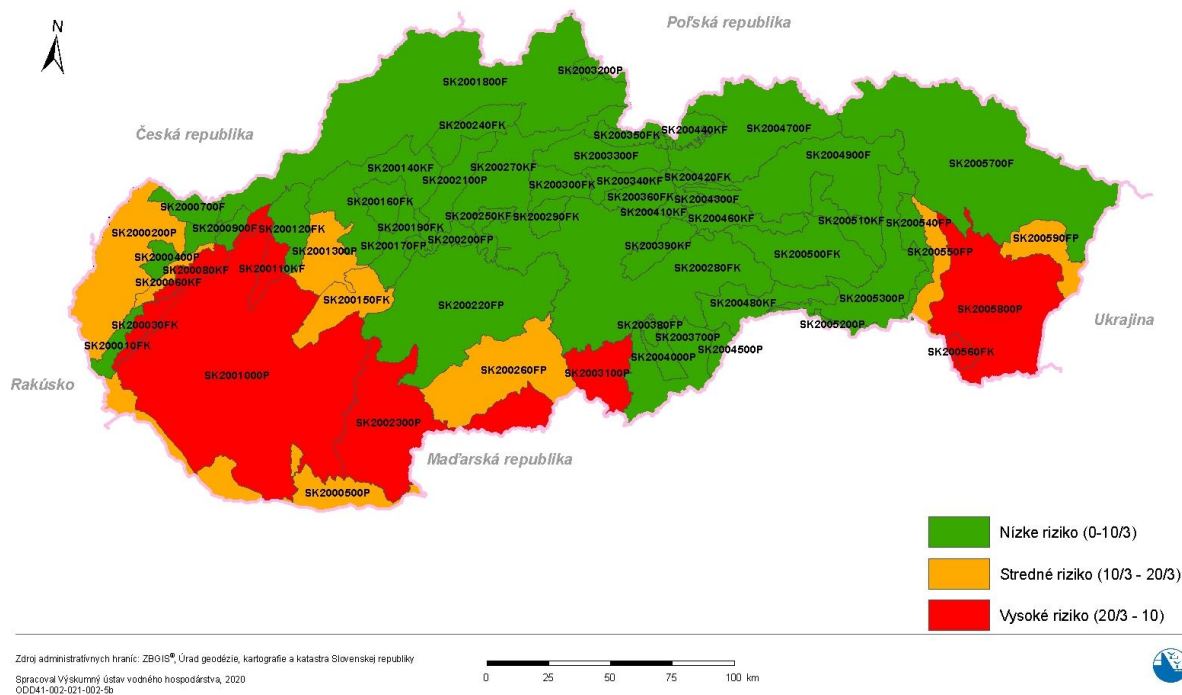 N
Poľská republika
SK2003200P
SK2001800F
SK200240FK
Česká republika
SK200350FK
SK200440KF
SK2004700F
SK200140KF
SK200270KF
SK2003300F
SK2004900F
SK2005700F
SK2002100P
SK200300FK
SK200340KF
SK200420FK
SK2000700F
SK200160FK
SK200360FK
SK2004300F
SK200250KF
SK200290FK
SK200410KF
SK200460KF
SK200510KF
SK200540FP
SK2000200P
SK2000900F
SK200120FK
SK200190FK
SK2001300P
SK200170FP
SK200200FP
SK200390KF
SK200590FP
SK2000400P
SK200500FK
SK200550FP
SK200080KF
SK200110KF
SK200280FK
SK200060KF
SK200150FK
SK200220FP
SK200480KF
SK2005300P
SK2005800P
SK200030FK
SK200380FP
SK2005200P
Ukrajina
SK200010FK
SK2003700P
SK2004500P
SK2004000P
SK200560FK
Rakúsko
SK2001000P
SK200260FP
SK2003100P
SK2002300P
Maďarská republika
SK2000500P
Nízke riziko (0-10/3)
Stredné riziko (10/3 - 20/3)
Vysoké riziko (20/3 - 10)
Zdroj administratívnych hraníc: ZBGIS®, Úrad geodézie, kartografie a katastra Slovenskej republiky
0 25 50 75 100 km
Spracoval Výskumný ústav vodného hospodárstva, 2020
ODD41-002-021-002-5b